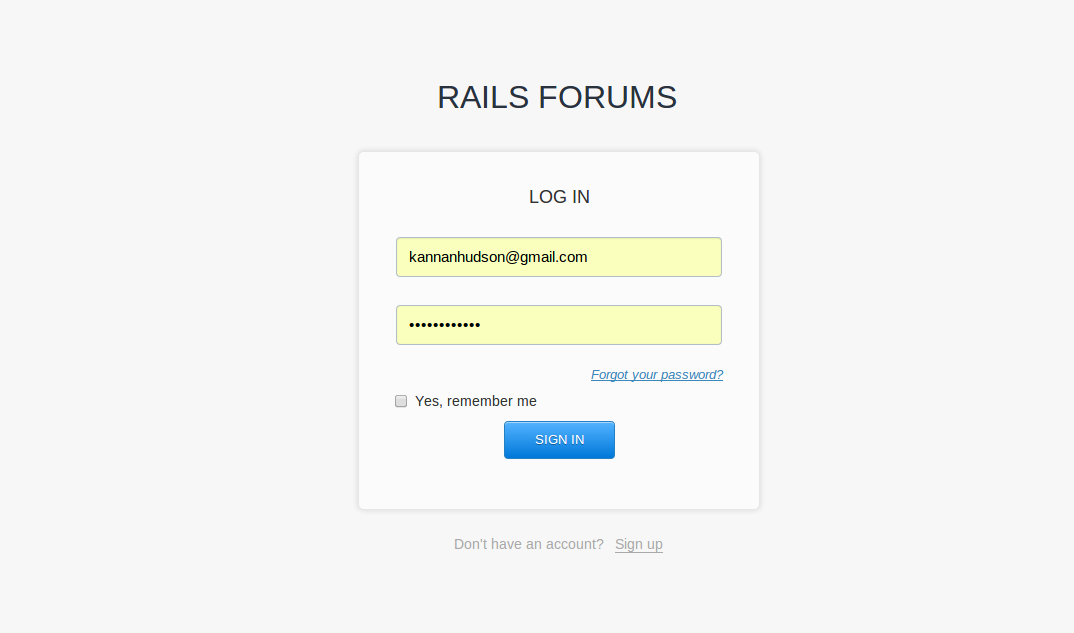 RAILS FORUMS
LOG IN
kannanhudson@gmail.com
••••••••••••
Forgot your password?
Yes, remember me
SIGN IN
Don't have an account? Sign up